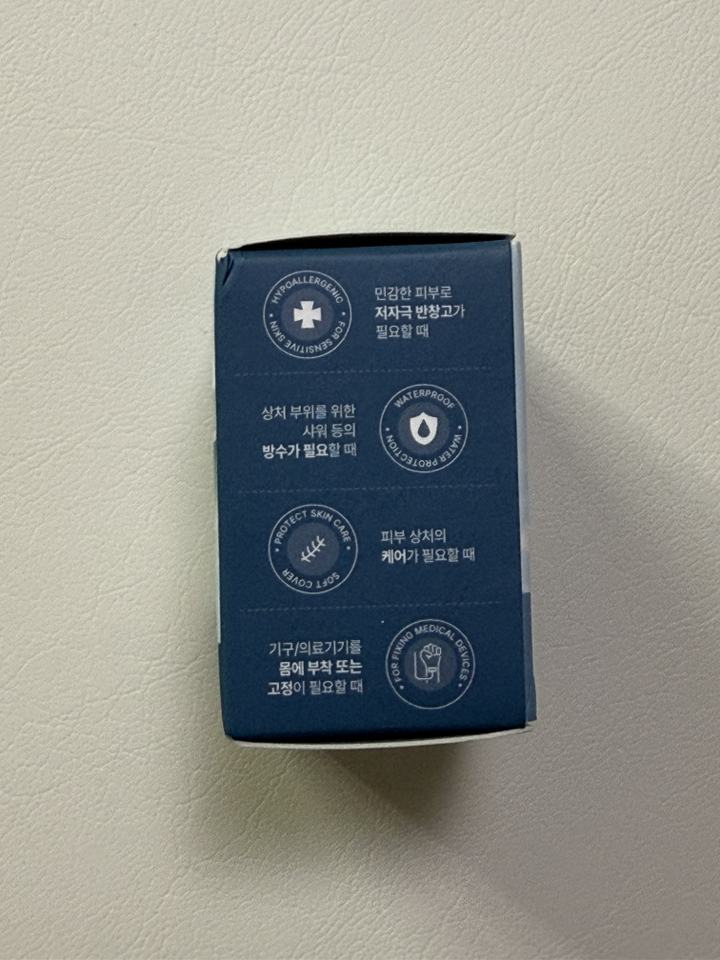 HYPOALLERGENIC • FOR SENSITIVE SKIN •
민감한 피부로
저자극 반창고가
필요할 때
상처 부위를 위한
샤워 등의
방수가 필요할 때
WATERPROOF • WATER PROTECTION •
PROTECT SKIN CARE • SOFT COVER •
피부 상처의
케어가 필요할 때
기구/의료기기를
몸에 부착 또는
고정이 필요할 때
• FOR FIXING MEDICAL DEVICES •